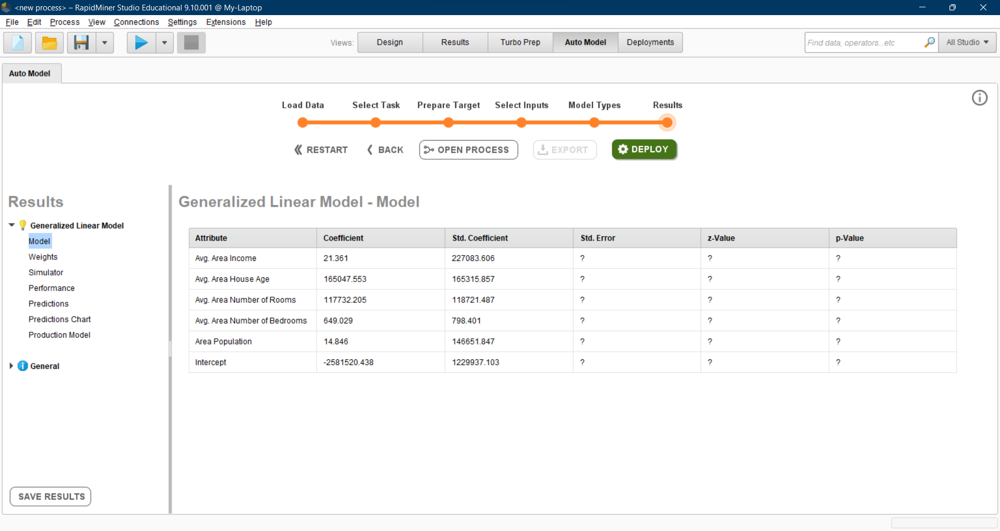 <new process> – RapidMiner Studio Educational 9.10.001 @ My-Laptop
File Edit Process View Connections Settings Extensions Help
Views: Design Results Turbo Prep Auto Model Deployments Find data, operators...etc All Studio
Auto Model
Load Data Select Task Prepare Target Select Inputs Model Types Results
RESTART BACK OPEN PROCESS EXPORT DEPLOY
Results
Generalized Linear Model
Model
Weights
Simulator
Performance
Predictions
Predictions Chart
Production Model
General
SAVE RESULTS
Generalized Linear Model - Model
Attribute Coefficient Std. Coefficient Std. Error z-Value p-Value
Avg. Area Income 21.361 227083.606 ? ? ?
Avg. Area House Age 165047.553 165315.857 ? ? ?
Avg. Area Number of Rooms 117732.205 118721.487 ? ? ?
Avg. Area Number of Bedrooms 649.029 798.401 ? ? ?
Area Population 14.846 146651.847 ? ? ?
Intercept -2581520.438 1229937.103 ? ? ?